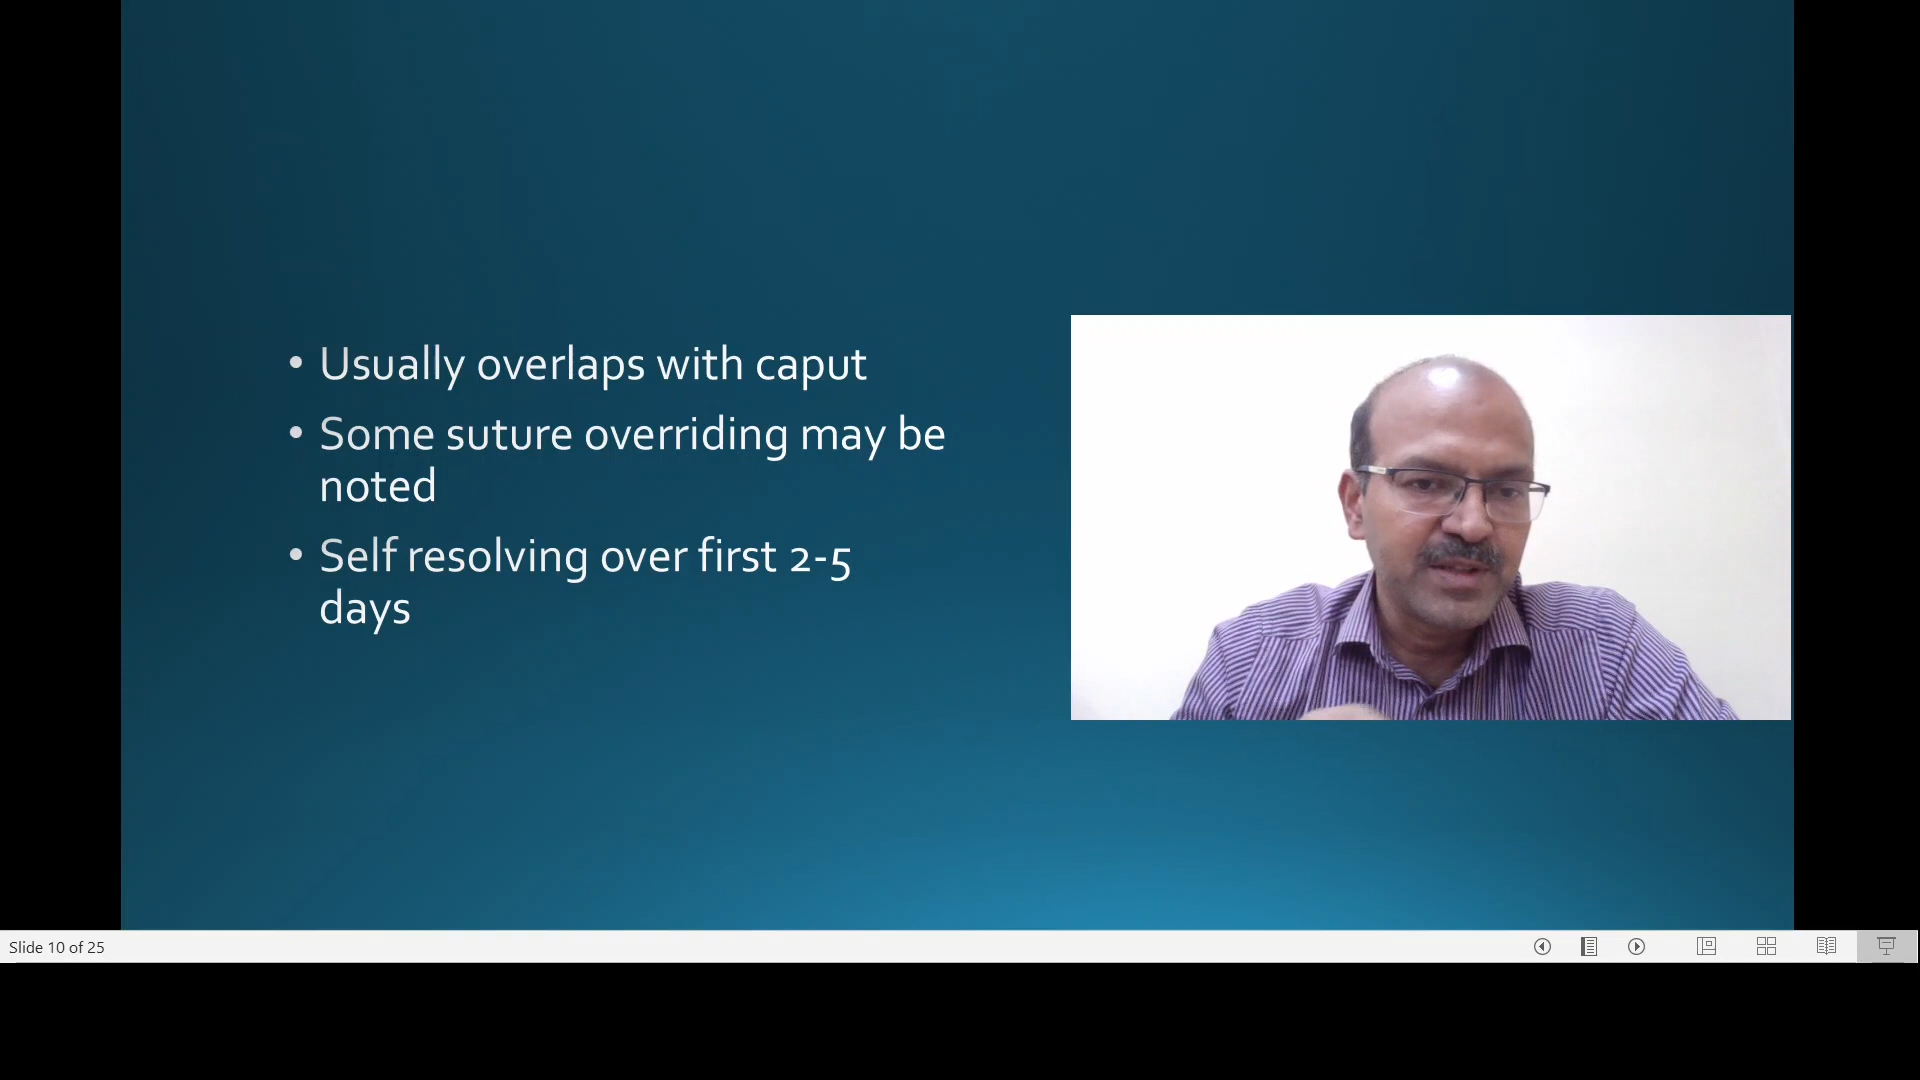 • Usually overlaps with caput
• Some suture overriding may be
noted
• Self resolving over first 2-5
days
Slide 10 of 25